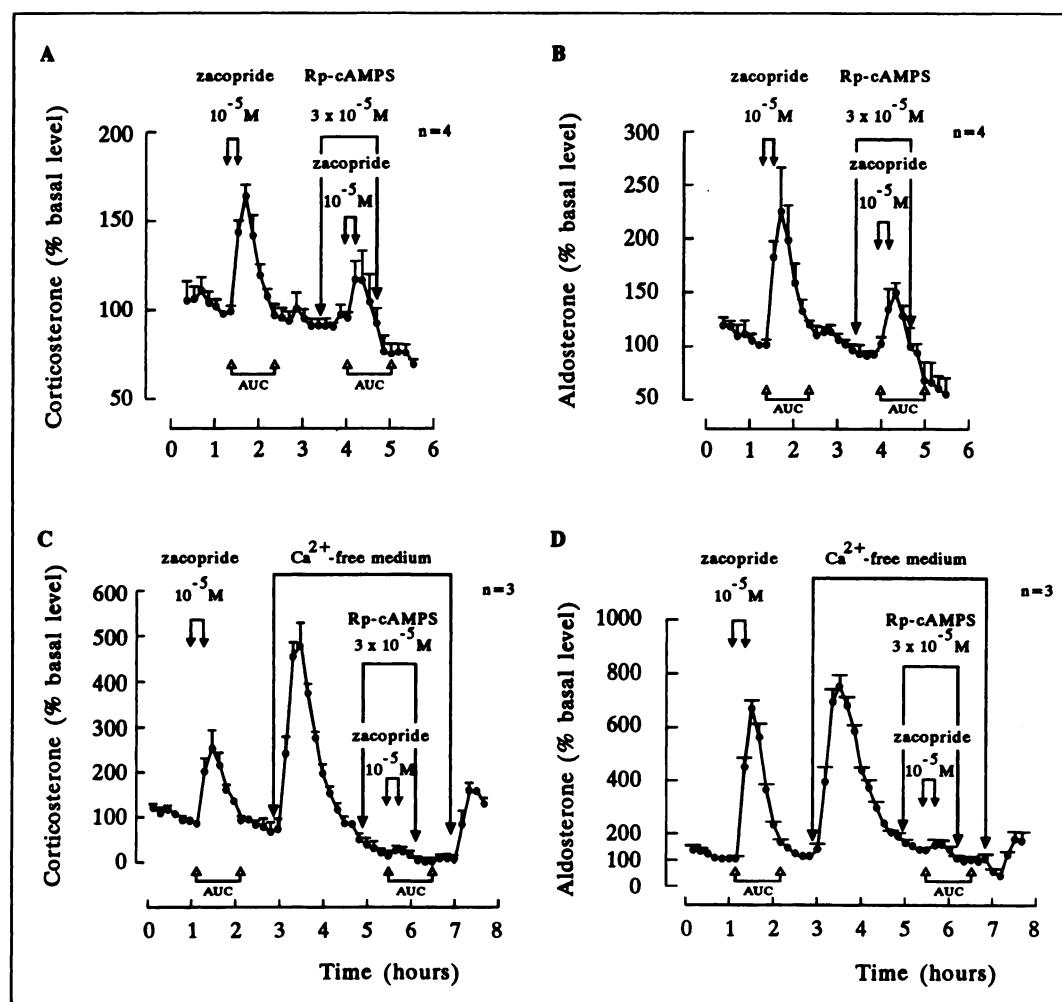 A
zacopride
10⁻⁵M
Rp-cAMPS
3 x 10⁻⁵M
n=4
zacopride
10⁻⁵M
Corticosterone (% basal level)
200
150
100
50
AUC
AUC
0 1 2 3 4 5 6
B
zacopride
10⁻⁵M
Rp-cAMPS
3 x 10⁻⁵M
n=4
zacopride
10⁻⁵M
Aldosterone (% basal level)
300
250
200
150
100
50
AUC
AUC
0 1 2 3 4 5 6
C
zacopride
10⁻⁵M
Ca²⁺-free medium
n=3
Rp-cAMPS
3 x 10⁻⁵M
zacopride
10⁻⁵M
Corticosterone (% basal level)
600
500
400
300
200
100
0
AUC
AUC
0 1 2 3 4 5 6 7 8
Time (hours)
D
zacopride
10⁻⁵M
Ca²⁺-free medium
n=3
Rp-cAMPS
3 x 10⁻⁵M
zacopride
10⁻⁵M
Aldosterone (% basal level)
1000
800
600
400
200
100
0
AUC
AUC
0 1 2 3 4 5 6 7 8
Time (hours)